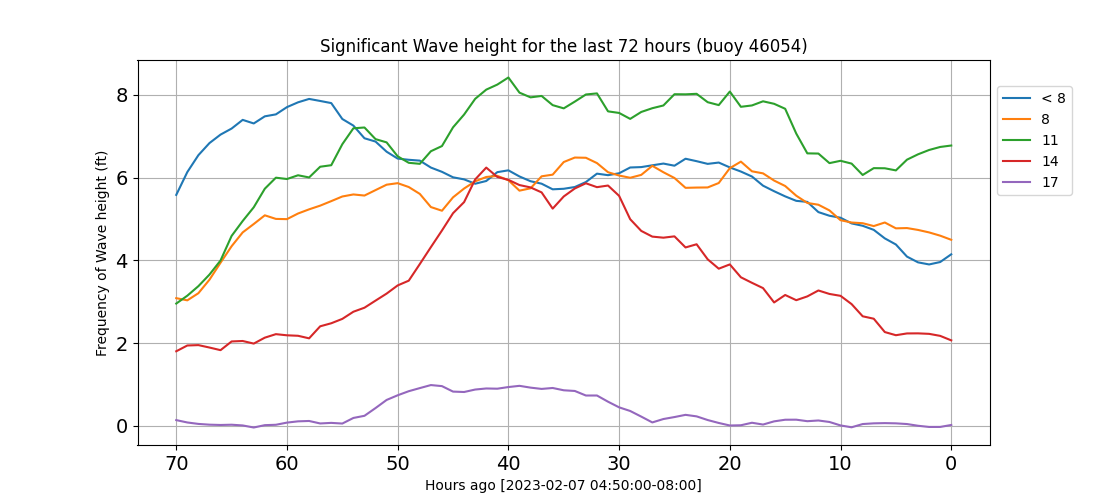 Significant Wave height for the last 72 hours (buoy 46054)
Frequency of Wave height (ft)
8
6
4
2
0
70 60 50 40 30 20 10 0
Hours ago [2023-02-07 04:50:00-08:00]
< 8
8
11
14
17